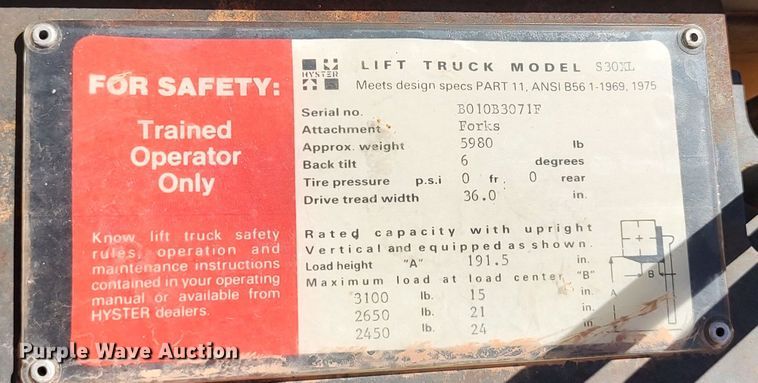 FOR SAFETY:
Trained
Operator
Only
Know lift truck safety
rules, operation and
maintenance instructions
contained in your operating
manual or available from
HYSTER dealers.
HYSTER
LIFT TRUCK MODEL S30XL
Meets design specs PART 11, ANSI B56 1-1969, 1975
Serial no. B010B3071F
Attachment Forks
Approx. weight 5980 lb
Back tilt 6 degrees
Tire pressure p.s.i 0 fr 0 rear
Drive tread width 36.0 in.
Rated capacity with upright
Vertical and equipped as shown.
Load height "A" 191.5 in.
Maximum load at load center "B"
3100 lb. 15 in.
2650 lb. 21 in.
2450 lb. 24 in.
B
A
Purple Wave Auction